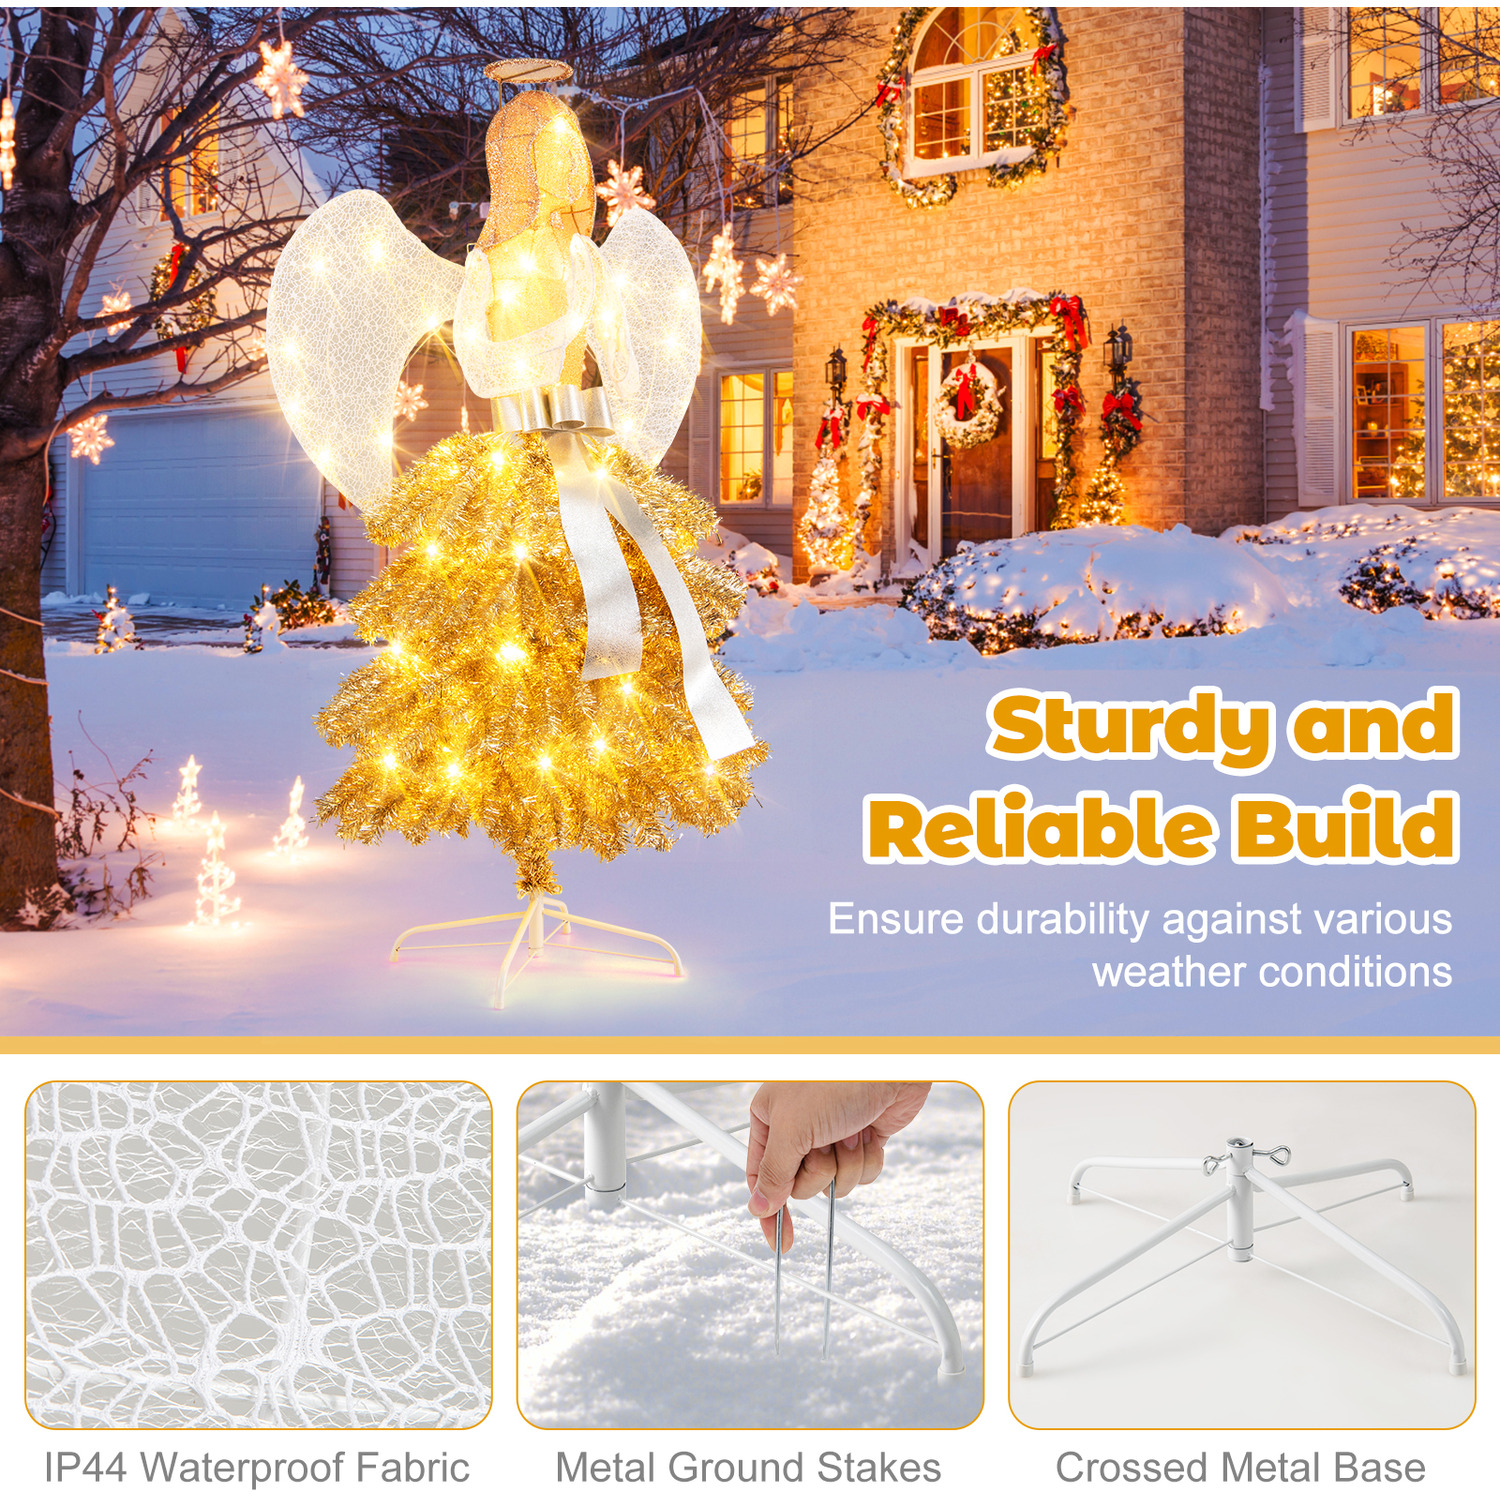 Sturdy and
Reliable Build
Ensure durability against various
weather conditions
IP44 Waterproof Fabric
Metal Ground Stakes
Crossed Metal Base